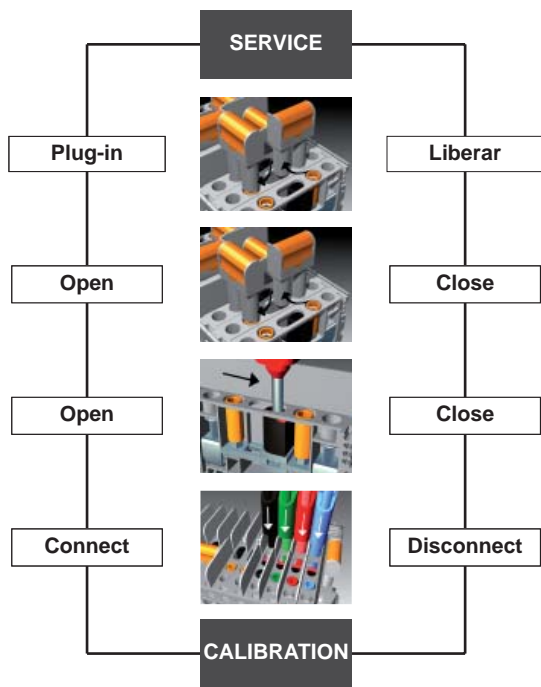 SERVICE
Plug-in
Liberar
Open
Close
Open
Close
Connect
Disconnect
CALIBRATION